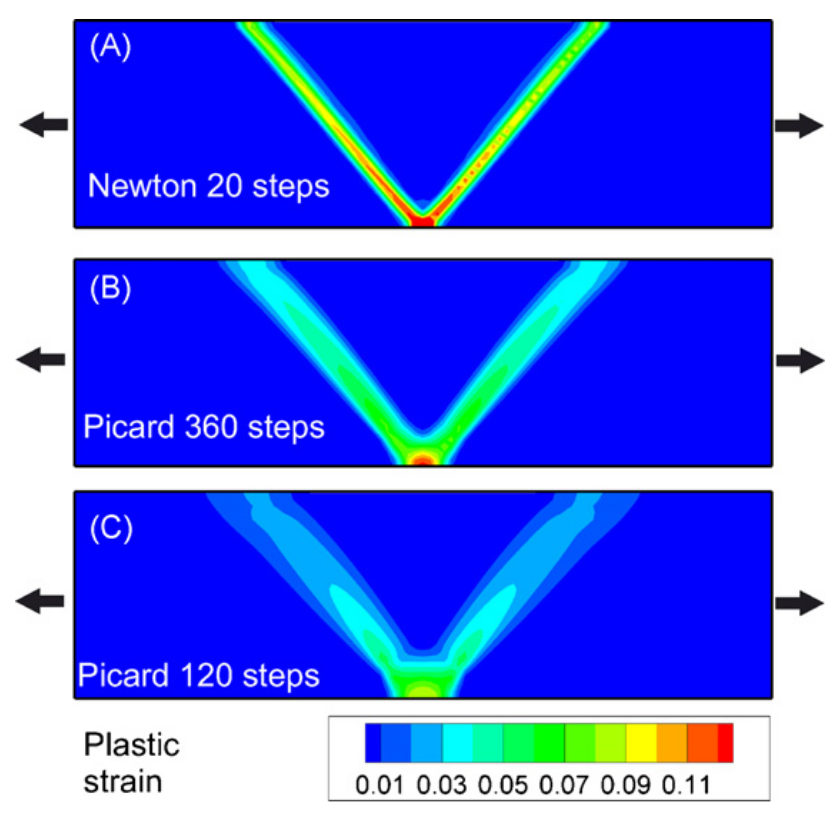 (A)
Newton 20 steps
(B)
Picard 360 steps
(C)
Picard 120 steps
Plastic
strain
0.01 0.03 0.05 0.07 0.09 0.11